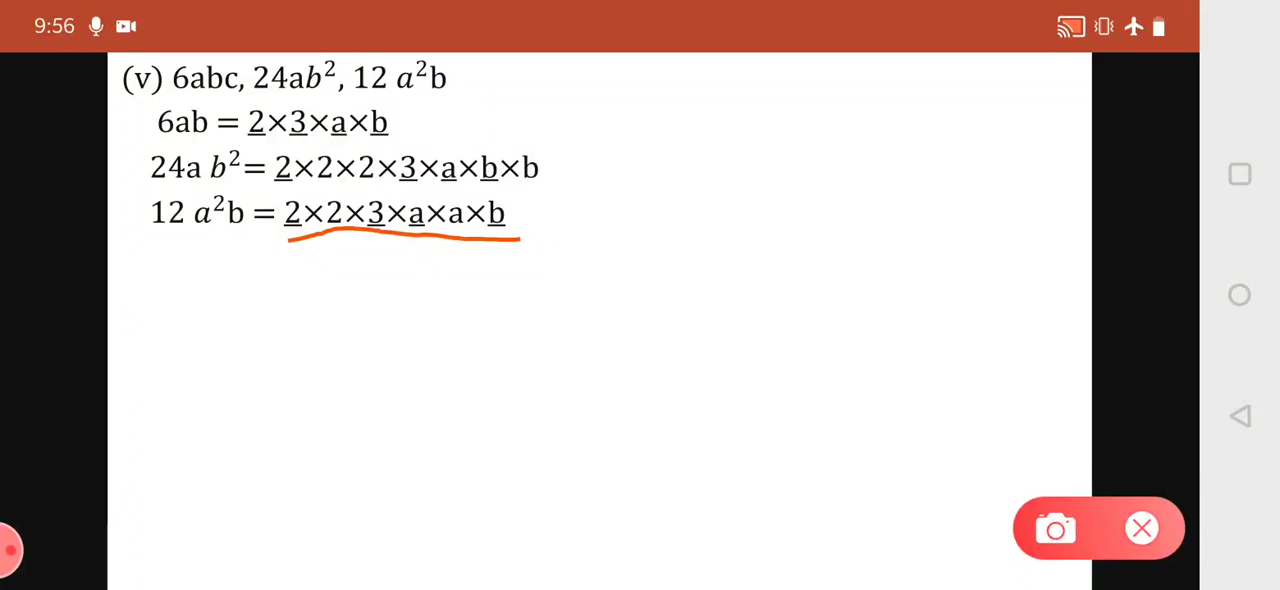 9:56
(v) 6abc, 24ab², 12 a²b
6ab = 2×3×a×b
24a b²= 2×2×2×3×a×b×b
12 a²b = 2×2×3×a×a×b